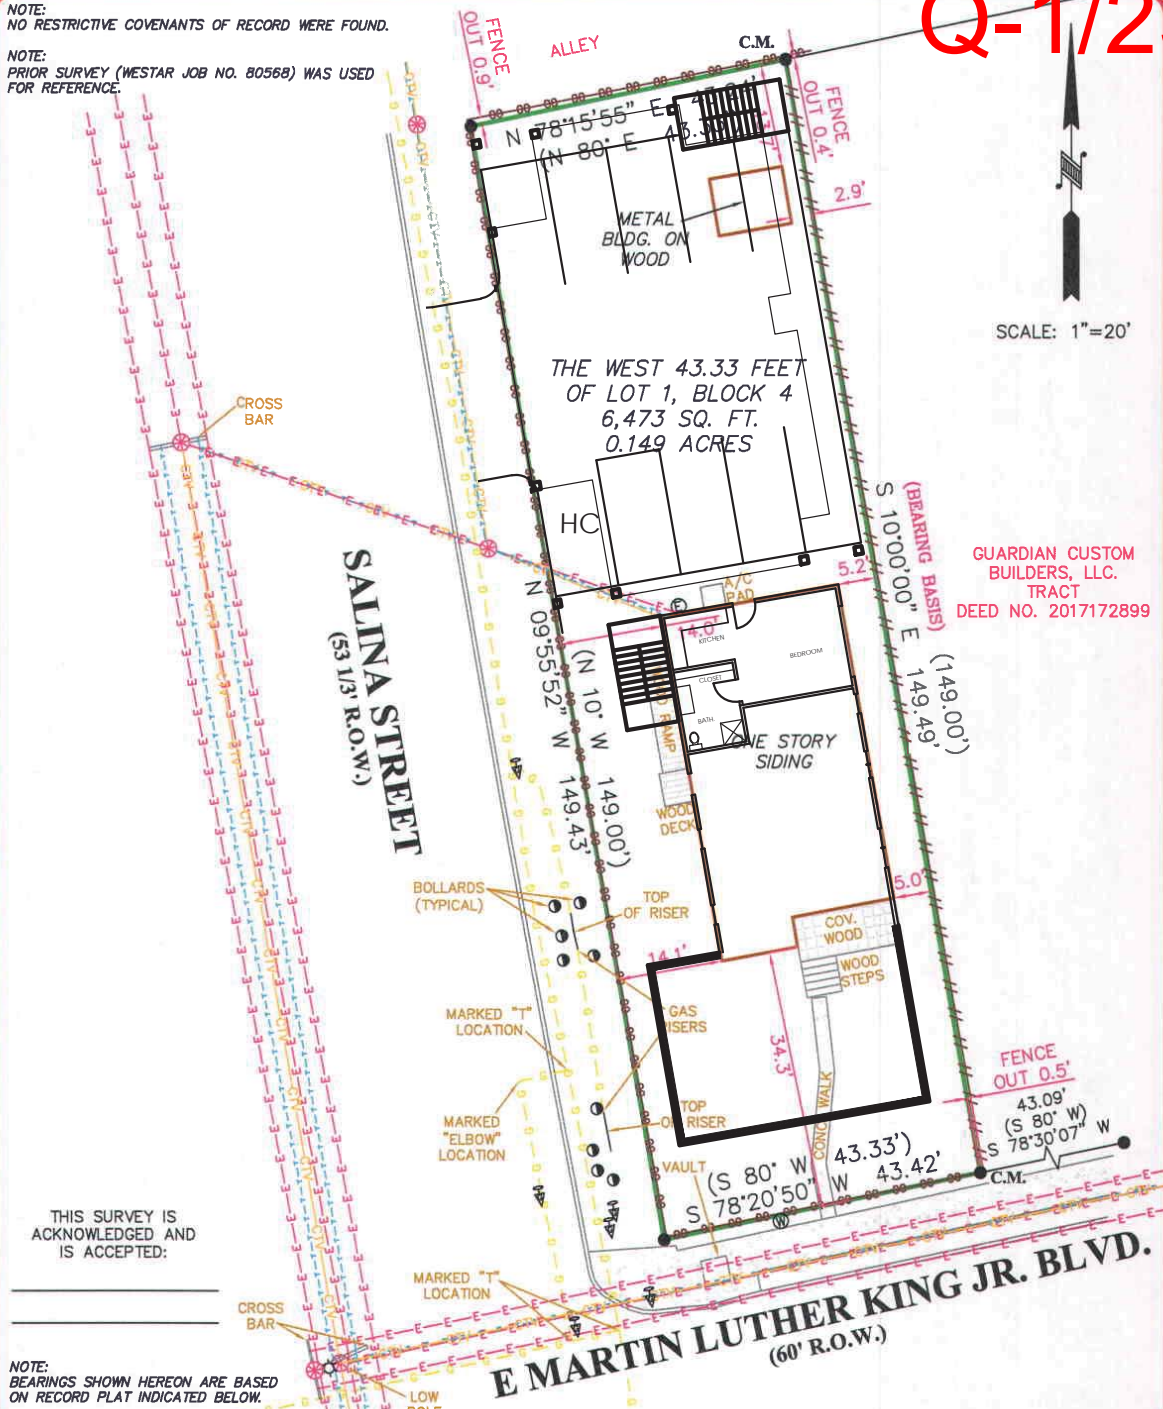 NOTE:
NO RESTRICTIVE COVENANTS OF RECORD WERE FOUND.
NOTE:
PRIOR SURVEY (WESTAR JOB NO. 80568) WAS USED
FOR REFERENCE.
Q-1/2
FENCE
OUT 0.9'
ALLEY
C.M.
FENCE
OUT 0.4'
N 78°15'55" E
(N 80° E
2.9'
METAL
BLDG. ON
WOOD
SCALE: 1"=20'
THE WEST 43.33 FEET
OF LOT 1, BLOCK 4
6,473 SQ. FT.
0.149 ACRES
CROSS
BAR
HC
S 10°00'00" E 149.49'
(149.00')
(BEARING BASIS)
GUARDIAN CUSTOM
BUILDERS, LLC.
TRACT
DEED NO. 2017172899
SALINA STREET
(53 1/3' R.O.W.)
N 09°55'52" W 149.43'
(N 10° W 149.00')
A/C
PAD
5.2'
14.0'
E
KITCHEN
BEDROOM
CLOSET
BATH
RAMP
ONE STORY
SIDING
WOOD
DECK
5.0'
BOLLARDS
(TYPICAL)
TOP
OF RISER
COV.
WOOD
WOOD
STEPS
14.1'
MARKED "T"
LOCATION
GAS
RISERS
34.3'
MARKED
"ELBOW"
LOCATION
TOP
OF RISER
CONC. WALK
FENCE
OUT 0.5'
43.09'
(S 80° W)
S 78°30'07" W
C.M.
VAULT
(S 80° W 43.33')
S 78°20'50" W 43.42'
W
THIS SURVEY IS
ACKNOWLEDGED AND
IS ACCEPTED:
MARKED "T"
LOCATION
CROSS
BAR
E MARTIN LUTHER KING JR. BLVD.
(60' R.O.W.)
NOTE:
BEARINGS SHOWN HEREON ARE BASED
ON RECORD PLAT INDICATED BELOW.
LOW
POLE